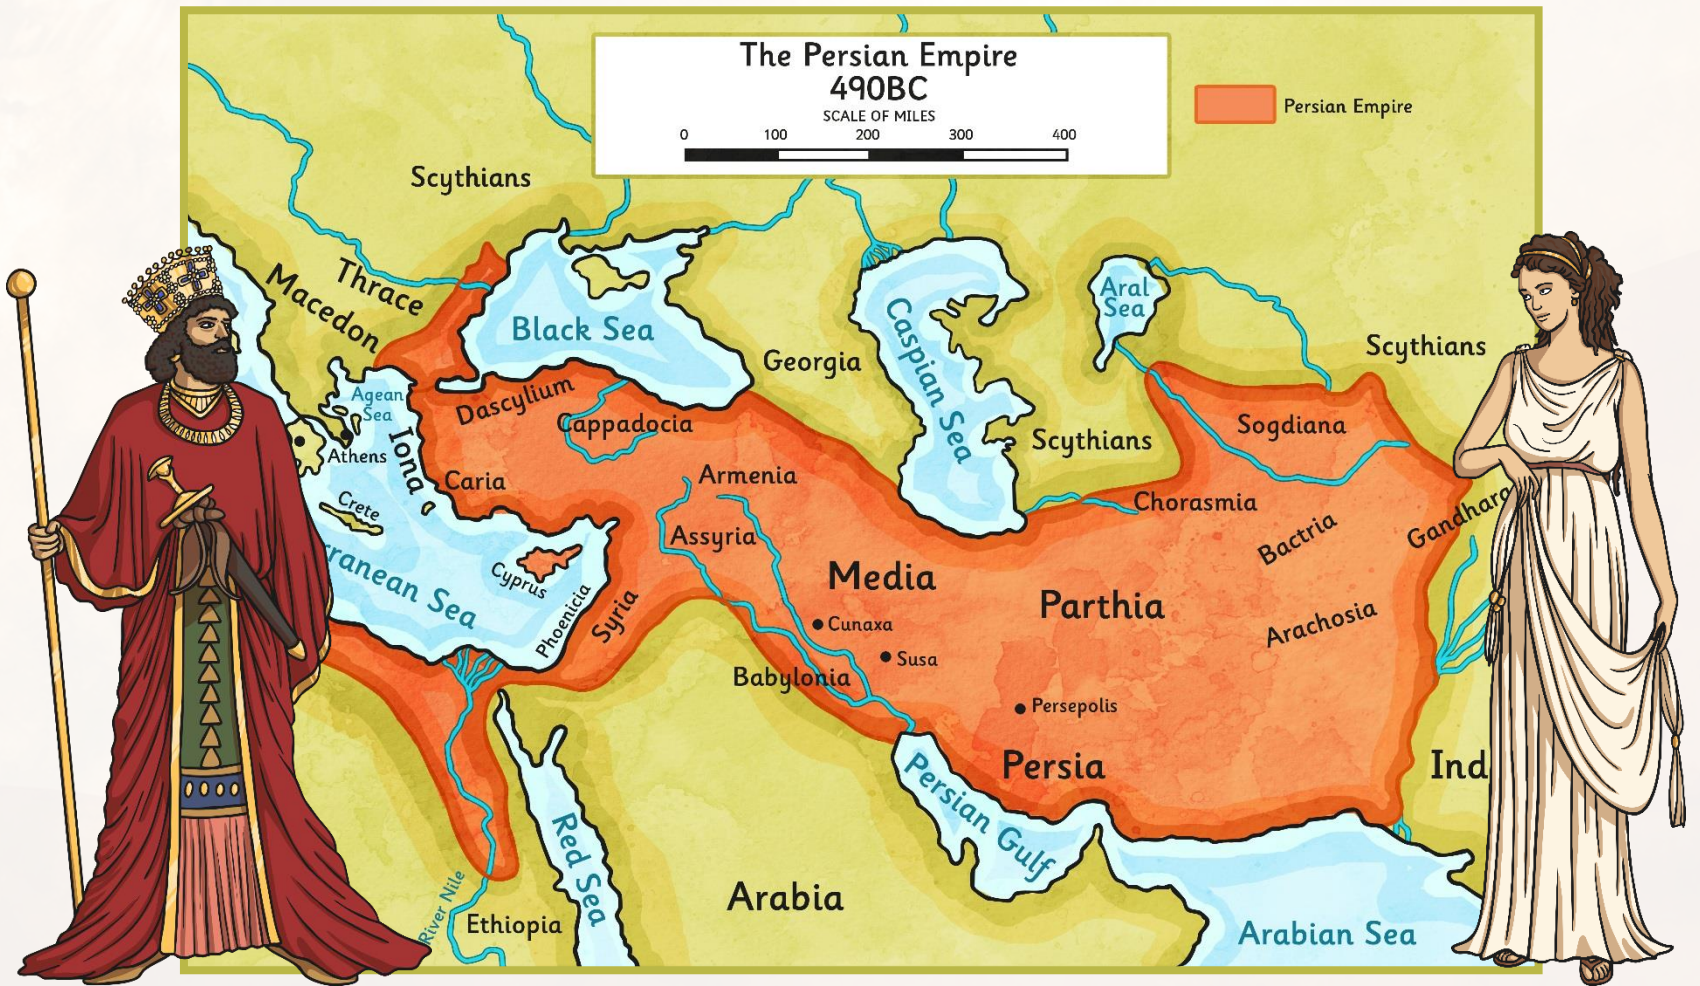 The Persian Empire
490BC
SCALE OF MILES
0 100 200 300 400
Persian Empire
Scythians
Thrace
Macedon
Black Sea
Georgia
Caspian Sea
Aral
Sea
Scythians
Agean
Sea
Dascylium
Cappadocia
Scythians
Sogdiana
Athens
Iona
Caria
Armenia
Chorasmia
Gandhara
Crete
Assyria
Bactria
rranean Sea
Cyprus
Media
Parthia
Phoenicia
Syria
Cunaxa
Arachosia
Susa
Babylonia
Persepolis
Persia
Ind
Persian Gulf
Red Sea
River Nile
Ethiopia
Arabia
Arabian Sea